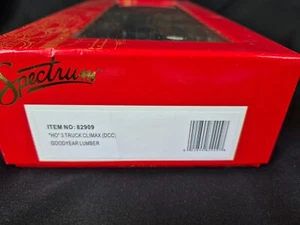 Spectrum
ITEM NO: 82909
"HO" 3 TRUCK CLIMAX (DCC)
GOODYEAR LUMBER